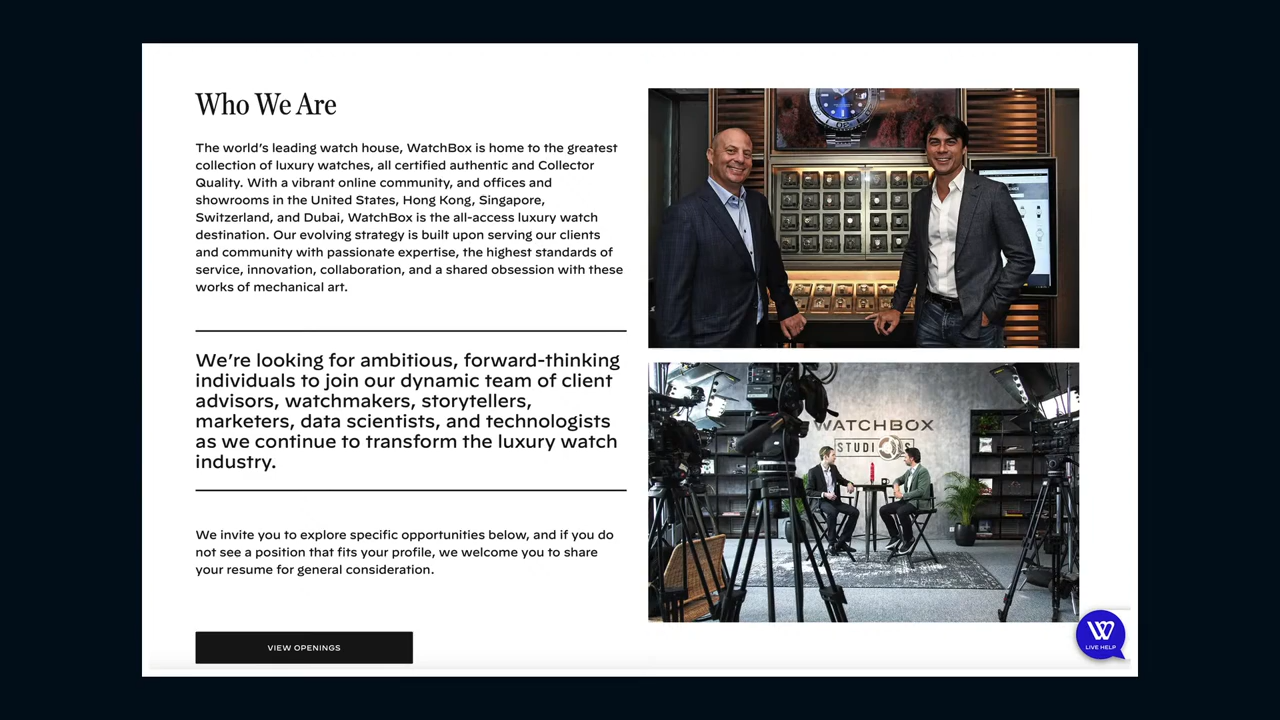 Who We Are
The world's leading watch house, WatchBox is home to the greatest
collection of luxury watches, all certified authentic and Collector
Quality. With a vibrant online community, and offices and
showrooms in the United States, Hong Kong, Singapore,
Switzerland, and Dubai, WatchBox is the all-access luxury watch
destination. Our evolving strategy is built upon serving our clients
and community with passionate expertise, the highest standards of
service, innovation, collaboration, and a shared obsession with these
works of mechanical art.
We're looking for ambitious, forward-thinking
individuals to join our dynamic team of client
advisors, watchmakers, storytellers,
marketers, data scientists, and technologists
as we continue to transform the luxury watch
industry.
We invite you to explore specific opportunities below, and if you do
not see a position that fits your profile, we welcome you to share
your resume for general consideration.
VIEW OPENINGS
WATCHBOX
STUDI
LIVE HELP